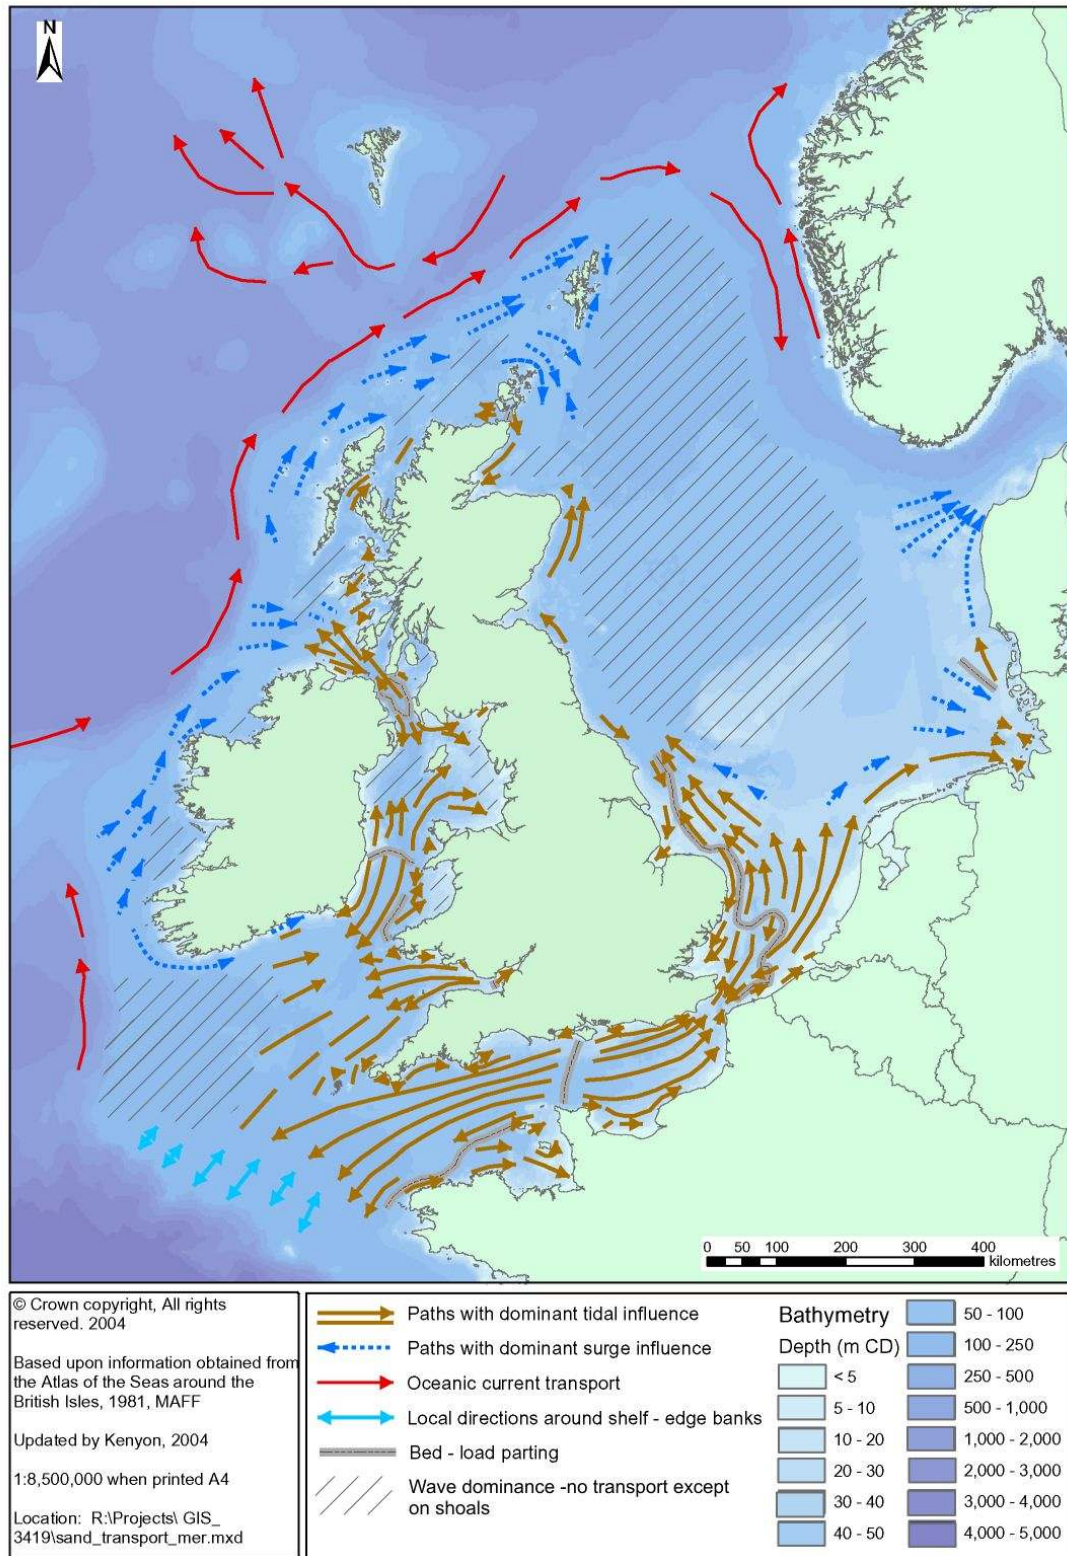 N
0 50 100 200 300 400
kilometres
© Crown copyright, All rights
reserved. 2004
Based upon information obtained from
the Atlas of the Seas around the
British Isles, 1981, MAFF
Updated by Kenyon, 2004
1:8,500,000 when printed A4
Location: R:\Projects\ GIS_
3419\sand_transport_mer.mxd
Paths with dominant tidal influence
Paths with dominant surge influence
Oceanic current transport
Local directions around shelf - edge banks
Bed - load parting
Wave dominance -no transport except
on shoals
Bathymetry
Depth (m CD)
< 5
5 - 10
10 - 20
20 - 30
30 - 40
40 - 50
50 - 100
100 - 250
250 - 500
500 - 1,000
1,000 - 2,000
2,000 - 3,000
3,000 - 4,000
4,000 - 5,000